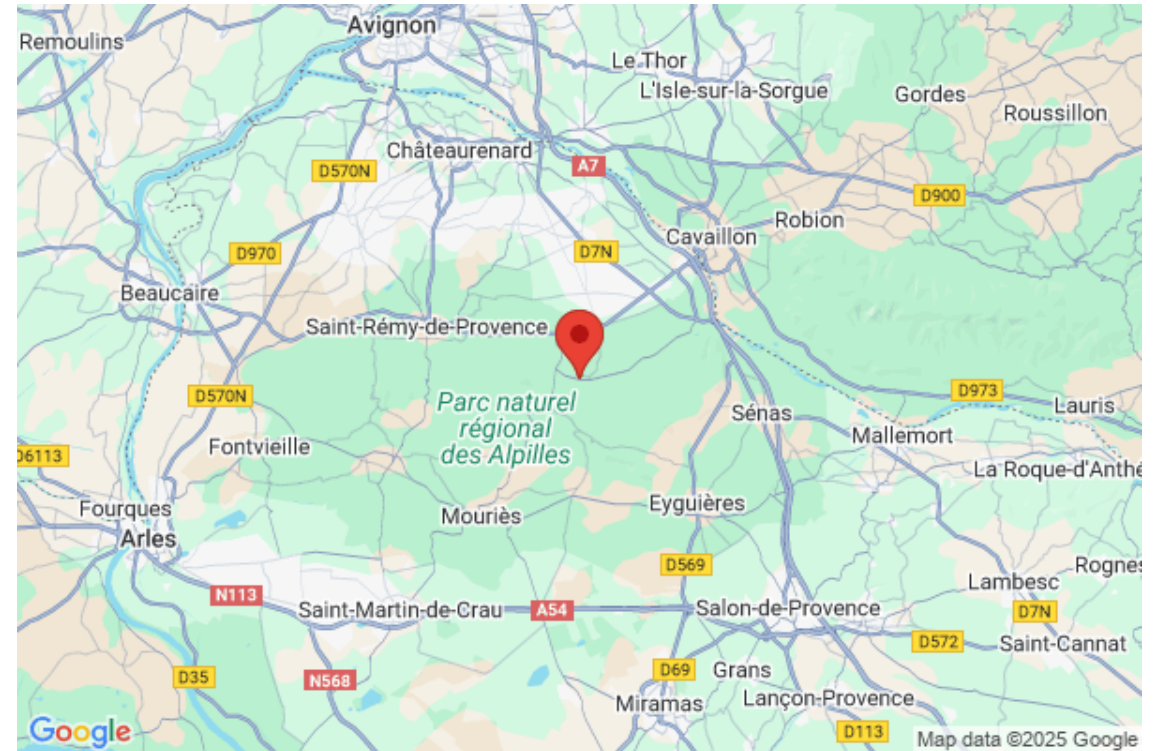 Avignon
Remoulins
Le Thor
L'Isle-sur-la-Sorgue
Gordes
Roussillon
Châteaurenard
A7
D570N
D900
Robion
Cavaillon
D970
D7N
Beaucaire
Saint-Rémy-de-Provence
D570N
Parc naturel
régional
des Alpilles
D973
Lauris
Sénas
Mallemort
Fontvieille
D6113
La Roque-d'Anthé
Eyguières
Fourques
Mouriès
Arles
D569
Rognes
Lambesc
N113
Saint-Martin-de-Crau
A54
Salon-de-Provence
D7N
D572
Saint-Cannat
D35
N568
D69
Grans
Miramas
Lançon-Provence
D113
Google
Map data ©2025 Google